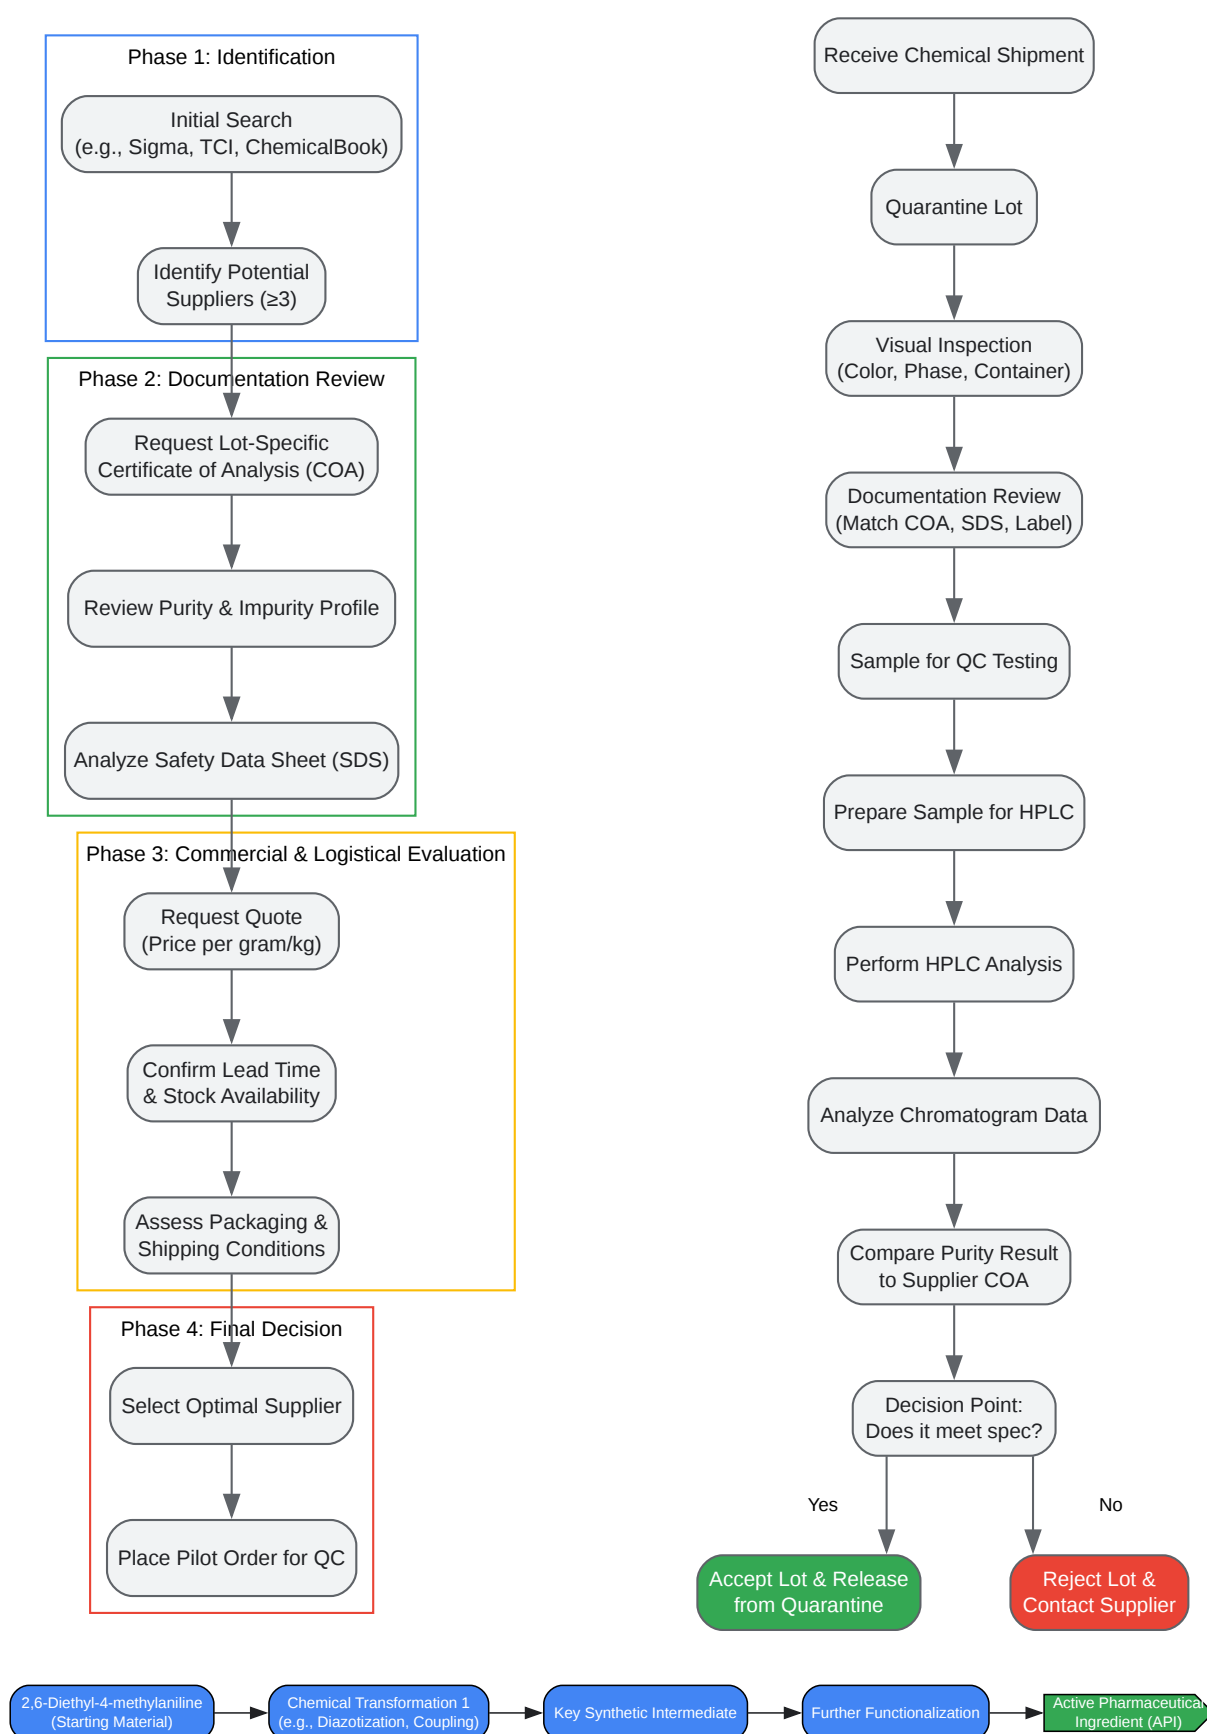 Phase 1: Identification
Initial Search
(e.g., Sigma, TCI, ChemicalBook)
Identify Potential
Suppliers (≥3)
Phase 2: Documentation Review
Request Lot-Specific
Certificate of Analysis (COA)
Review Purity & Impurity Profile
Analyze Safety Data Sheet (SDS)
Phase 3: Commercial & Logistical Evaluation
Request Quote
(Price per gram/kg)
Confirm Lead Time
& Stock Availability
Assess Packaging &
Shipping Conditions
Phase 4: Final Decision
Select Optimal Supplier
Place Pilot Order for QC
Receive Chemical Shipment
Quarantine Lot
Visual Inspection
(Color, Phase, Container)
Documentation Review
(Match COA, SDS, Label)
Sample for QC Testing
Prepare Sample for HPLC
Perform HPLC Analysis
Analyze Chromatogram Data
Compare Purity Result
to Supplier COA
Decision Point:
Does it meet spec?
Yes
No
Accept Lot & Release
from Quarantine
Reject Lot &
Contact Supplier
2,6-Diethyl-4-methylaniline
(Starting Material)
Chemical Transformation 1
(e.g., Diazotization, Coupling)
Key Synthetic Intermediate
Further Functionalization
Active Pharmaceutical
Ingredient (API)